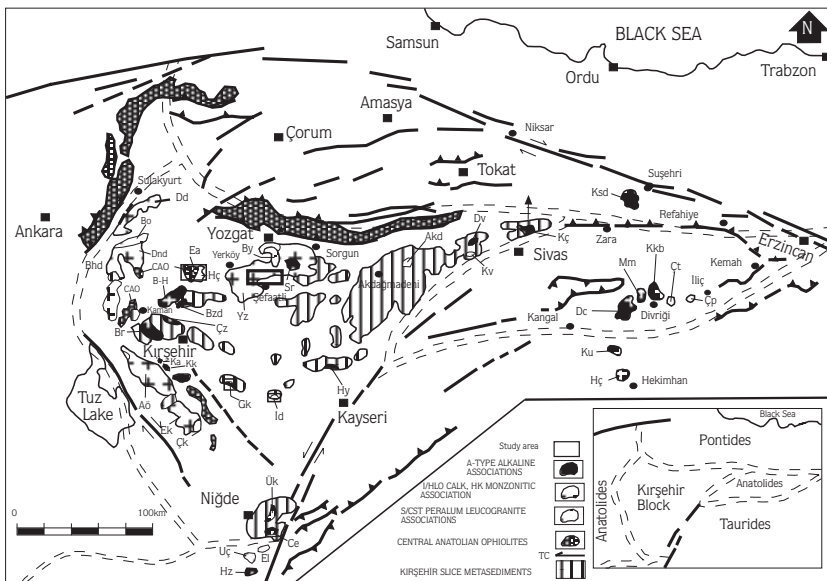 BLACK SEA
N
Samsun
Ordu
Trabzon
Amasya
Çorum
Niksar
Tokat
Suşehri
Ksd
Sulakyurt
Dd
Ankara
Bo
Yozgat
Refahiye
Erzincan
Dv
Akd
Kç
Sivas
Zara
Ea
By
Sorgun
Yerköy
Dnd
Bhd
CAO
Hç
Kv
Kkb
Kemah
Mm
Çt
İliç
B-H
Sr
Şefaatli
Akdağmadeni
CAO
Kaman
Bzd
Yz
Çp
Kangal
Dc
Divriği
Br
Çz
Kırşehir
Ku
Ka
Kk
Hç
Hekimhan
Tuz
Lake
Aö
Gk
İd
Hy
Kayseri
Ek
Çk
Ük
Niğde
Ce
Uç
El
Hz
0
100km
Study area
A-TYPE ALKALINE
ASSOCIATIONS
I/HLO CALK, HK MONZONITIC
ASSOCIATION
S/CST PERALUM LEUCOGRANITE
ASSOCIATIONS
CENTRAL ANATOLIAN OPHIOLITES
TC
KIRŞEHİR SLICE METASEDIMENTS
Black Sea
Pontides
Anatolides
Kırşehir
Block
Anatolides
Taurides